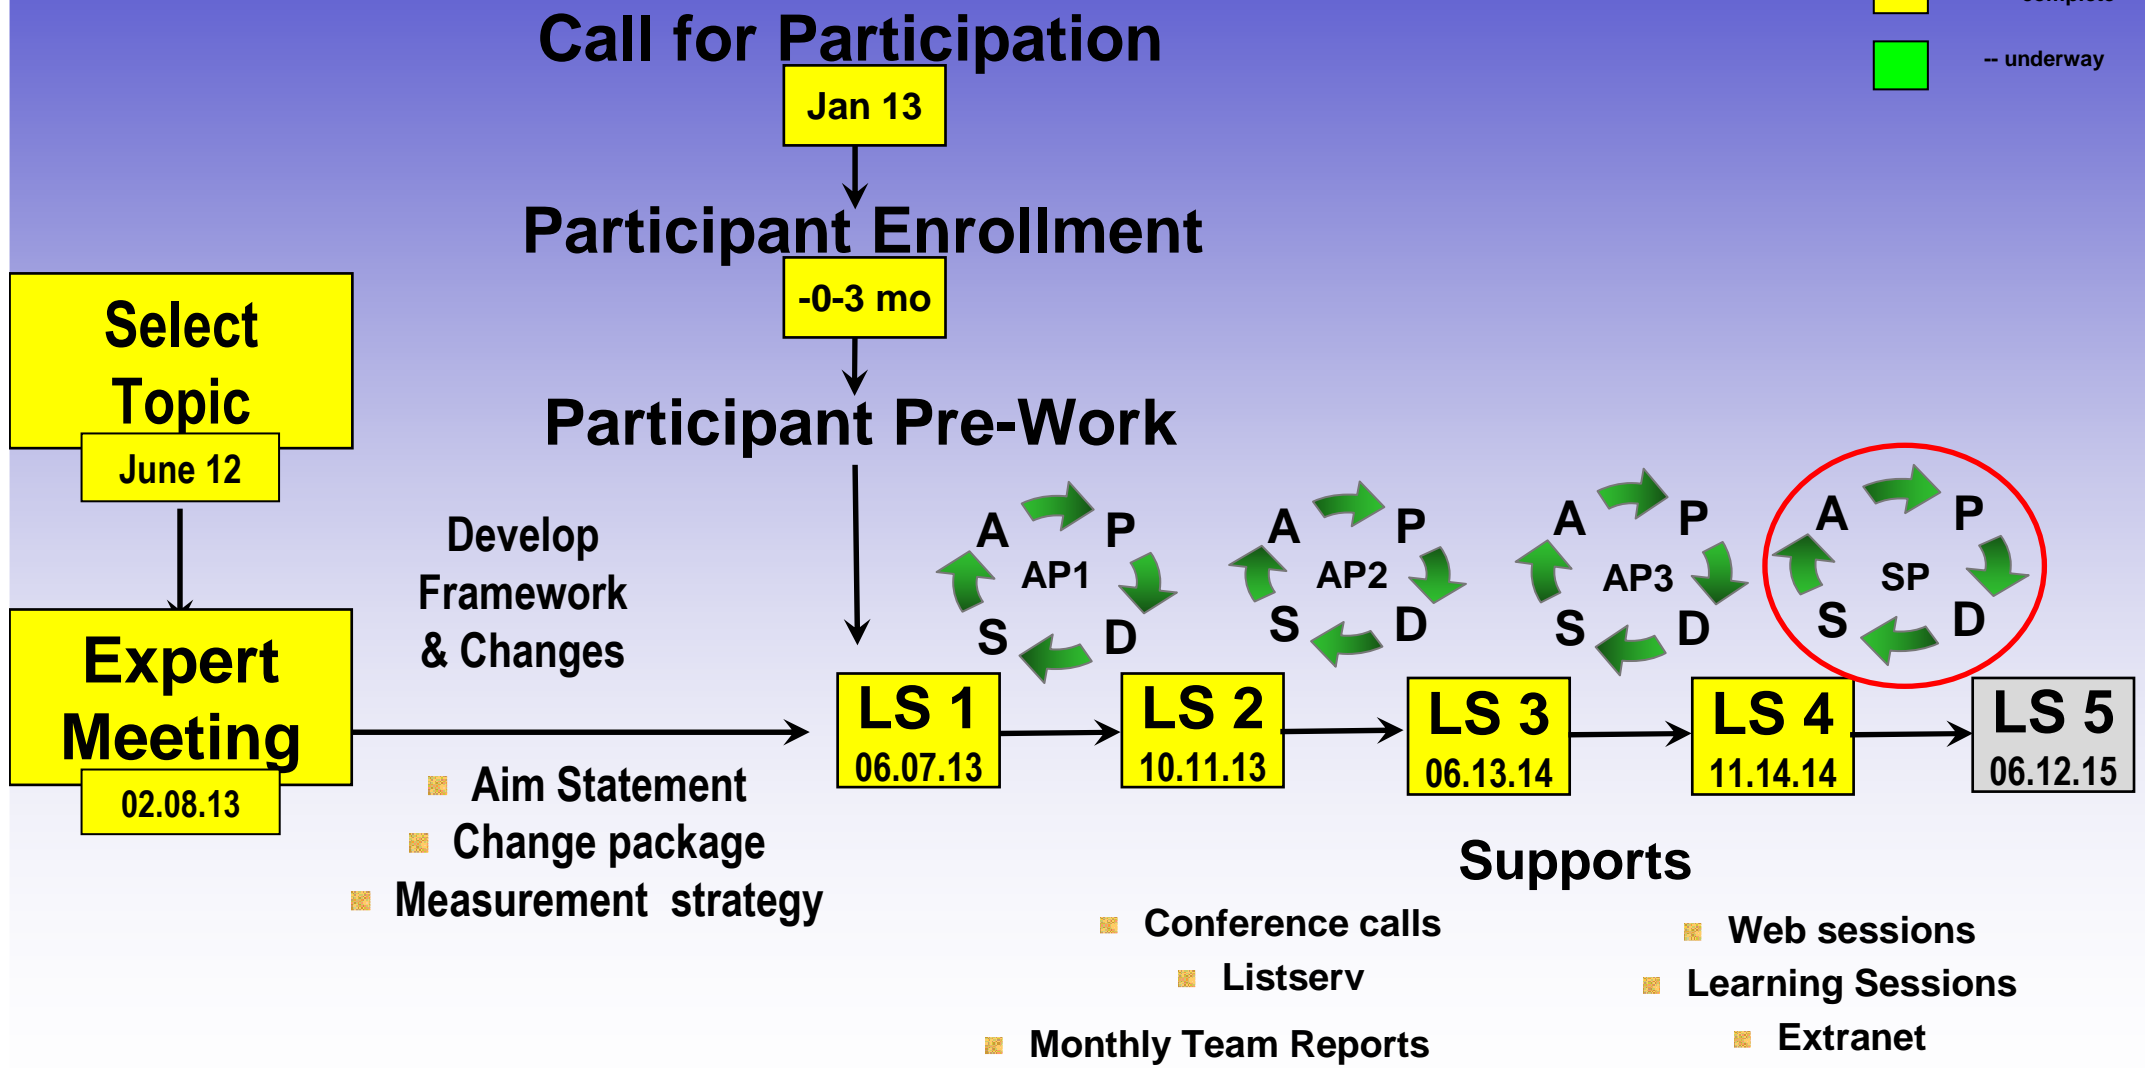 Call for Participation
-- underway
Jan 13
Participant Enrollment
-0-3 mo
Select
Topic
June 12
Participant Pre-Work
Develop
Framework
& Changes
A P
AP1
S D
A P
AP2
S D
A P
AP3
S D
A P
SP
S D
Expert
Meeting
02.08.13
LS 1
06.07.13
LS 2
10.11.13
LS 3
06.13.14
LS 4
11.14.14
LS 5
06.12.15
Aim Statement
Change package
Measurement strategy
Supports
Conference calls
Listserv
Monthly Team Reports
Web sessions
Learning Sessions
Extranet